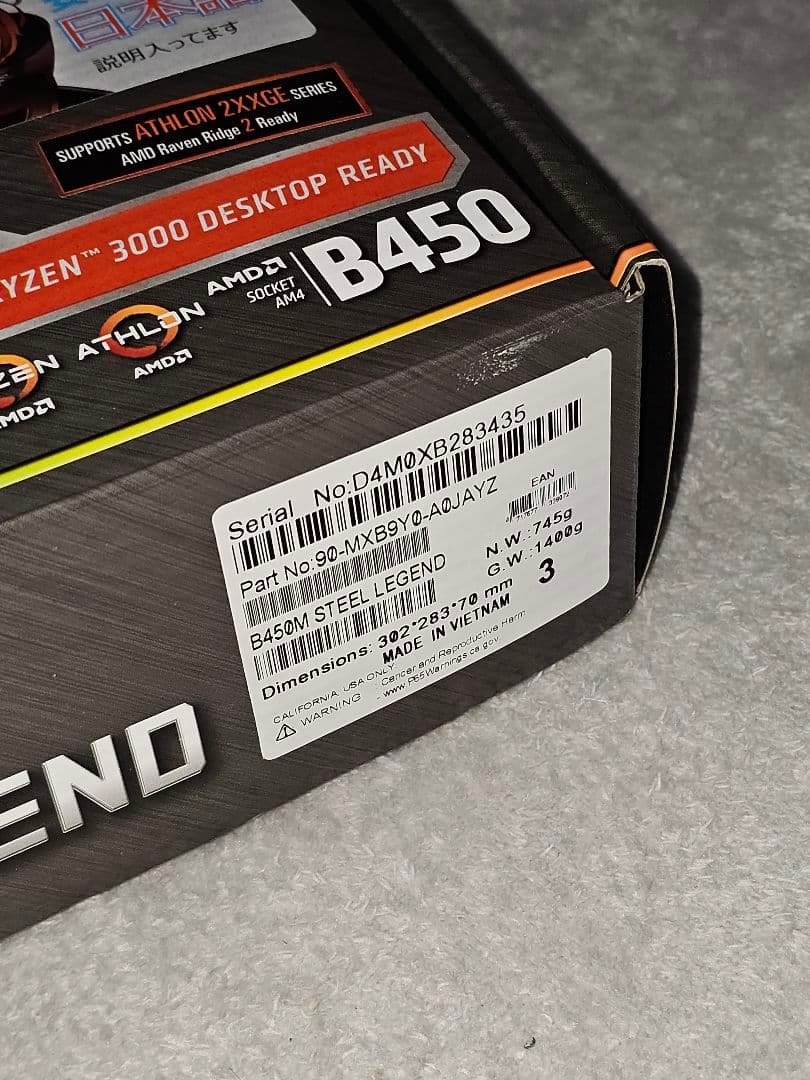 日本語
説明入ってます
SUPPORTS ATHLON 2XXGE SERIES
AMD Raven Ridge 2 Ready
YZEN™ 3000 DESKTOP READY
AMD
SOCKET
AM4
B450
ZEN
AMD
ATHLON
AMD
Serial No:D4M0XB283435
Part No:90-MXB9Y0-A0JAYZ
EAN
B450M STEEL LEGEND
N.W.:745g
G.W.:1400g
Dimensions: 302*283*70 mm
3
MADE IN VIETNAM
CALIFORNIA, USA ONLY
WARNING
: Cancer and Reproductive Harm
- www.P65Warnings.ca.gov
END